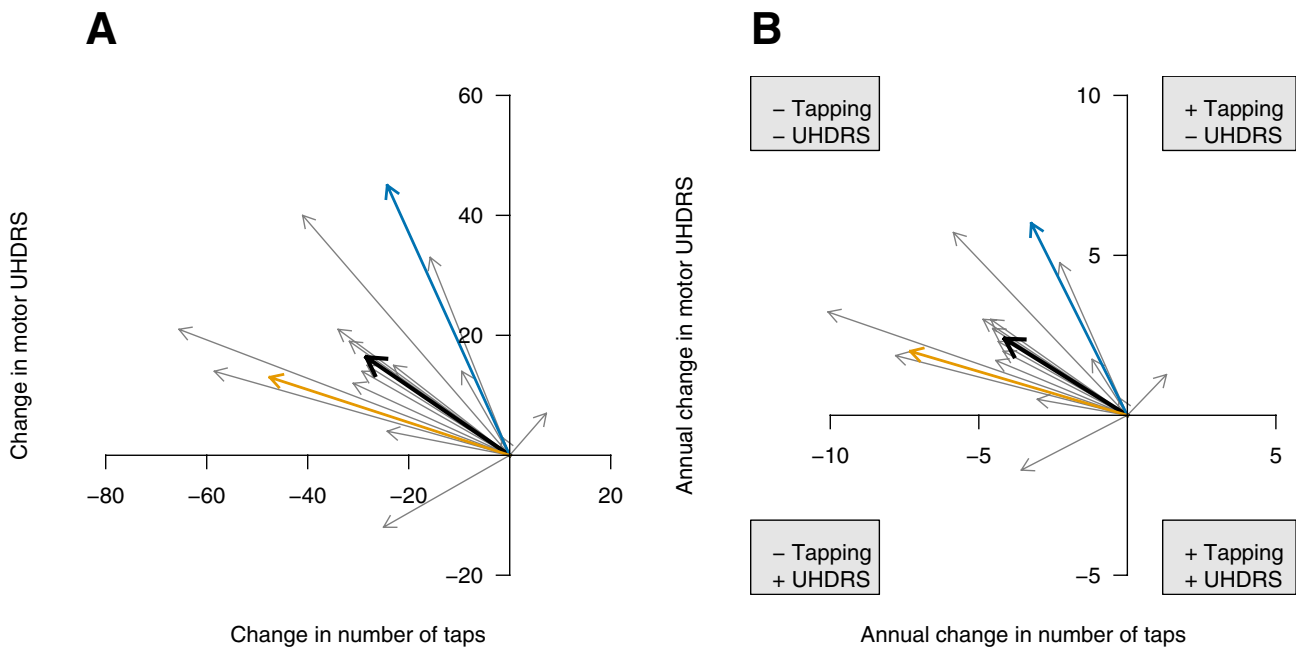 A
B
60
40
20
−20
−80
−60
−40
−20
20
Change in motor UHDRS
Change in number of taps
− Tapping
− UHDRS
+ Tapping
− UHDRS
10
5
−5
−10
−5
5
Annual change in motor UHDRS
− Tapping
+ UHDRS
+ Tapping
+ UHDRS
Annual change in number of taps